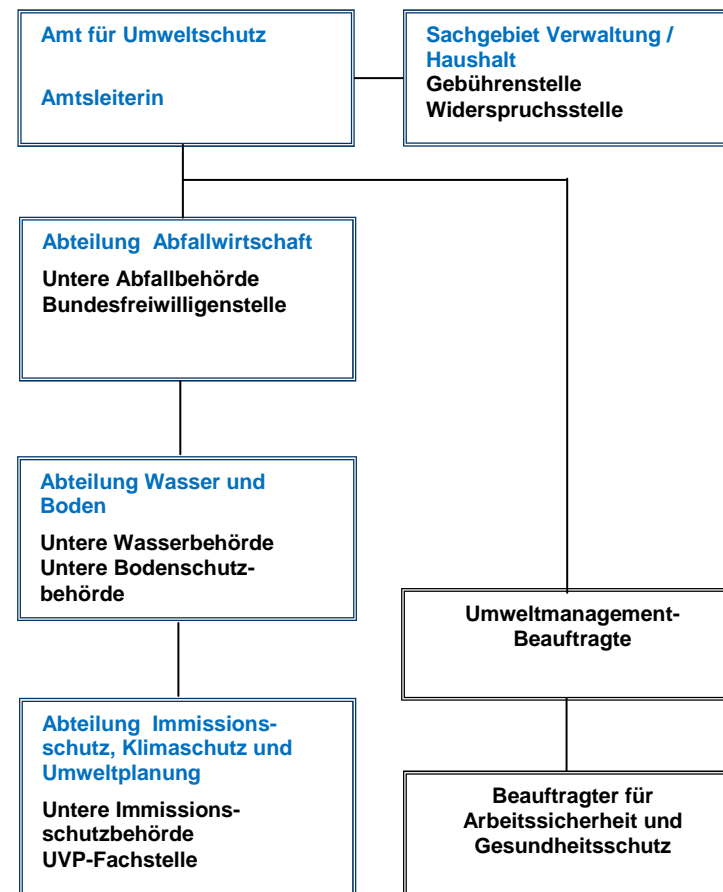 Amt für Umweltschutz
Amtsleiterin
Sachgebiet Verwaltung /
Haushalt
Gebührenstelle
Widerspruchsstelle
Abteilung Abfallwirtschaft
Untere Abfallbehörde
Bundesfreiwilligenstelle
Abteilung Wasser und
Boden
Untere Wasserbehörde
Untere Bodenschutz-
behörde
Umweltmanagement-
Beauftragte
Abteilung Immissions-
schutz, Klimaschutz und
Umweltplanung
Untere Immissions-
schutzbehörde
UVP-Fachstelle
Beauftragter für
Arbeitssicherheit und
Gesundheitsschutz